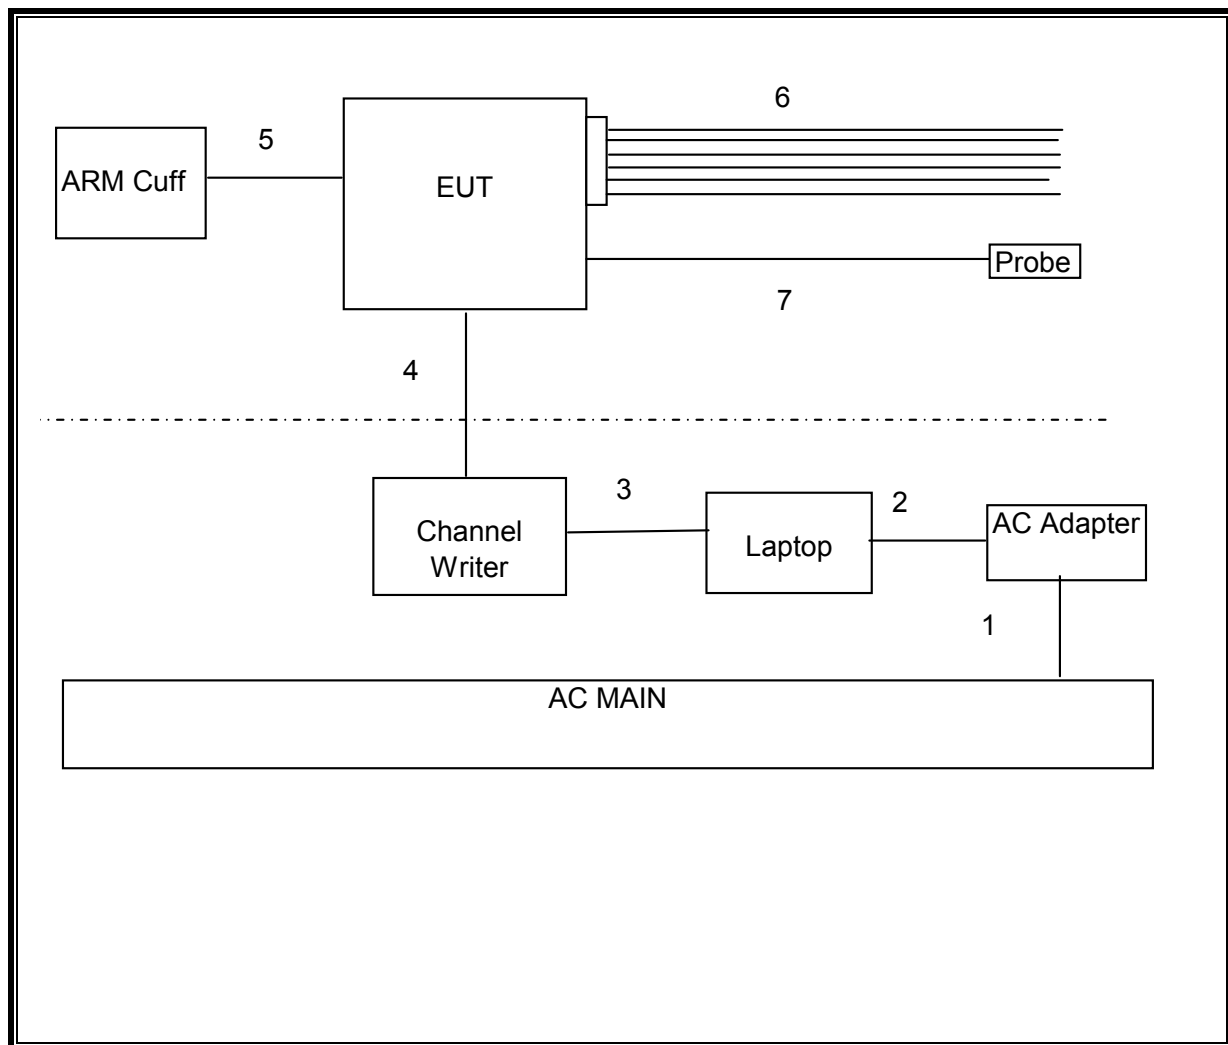 6
5
ARM Cuff
EUT
Probe
7
4
3
2
AC Adapter
Channel
Writer
Laptop
1
AC MAIN